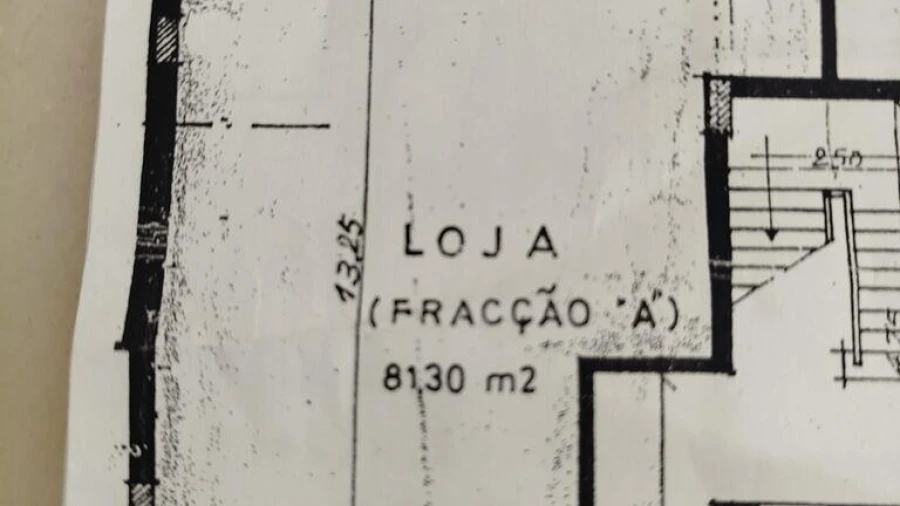 2,50
13,25
LOJA
(FRACÇÃO "A")
81,30 m2